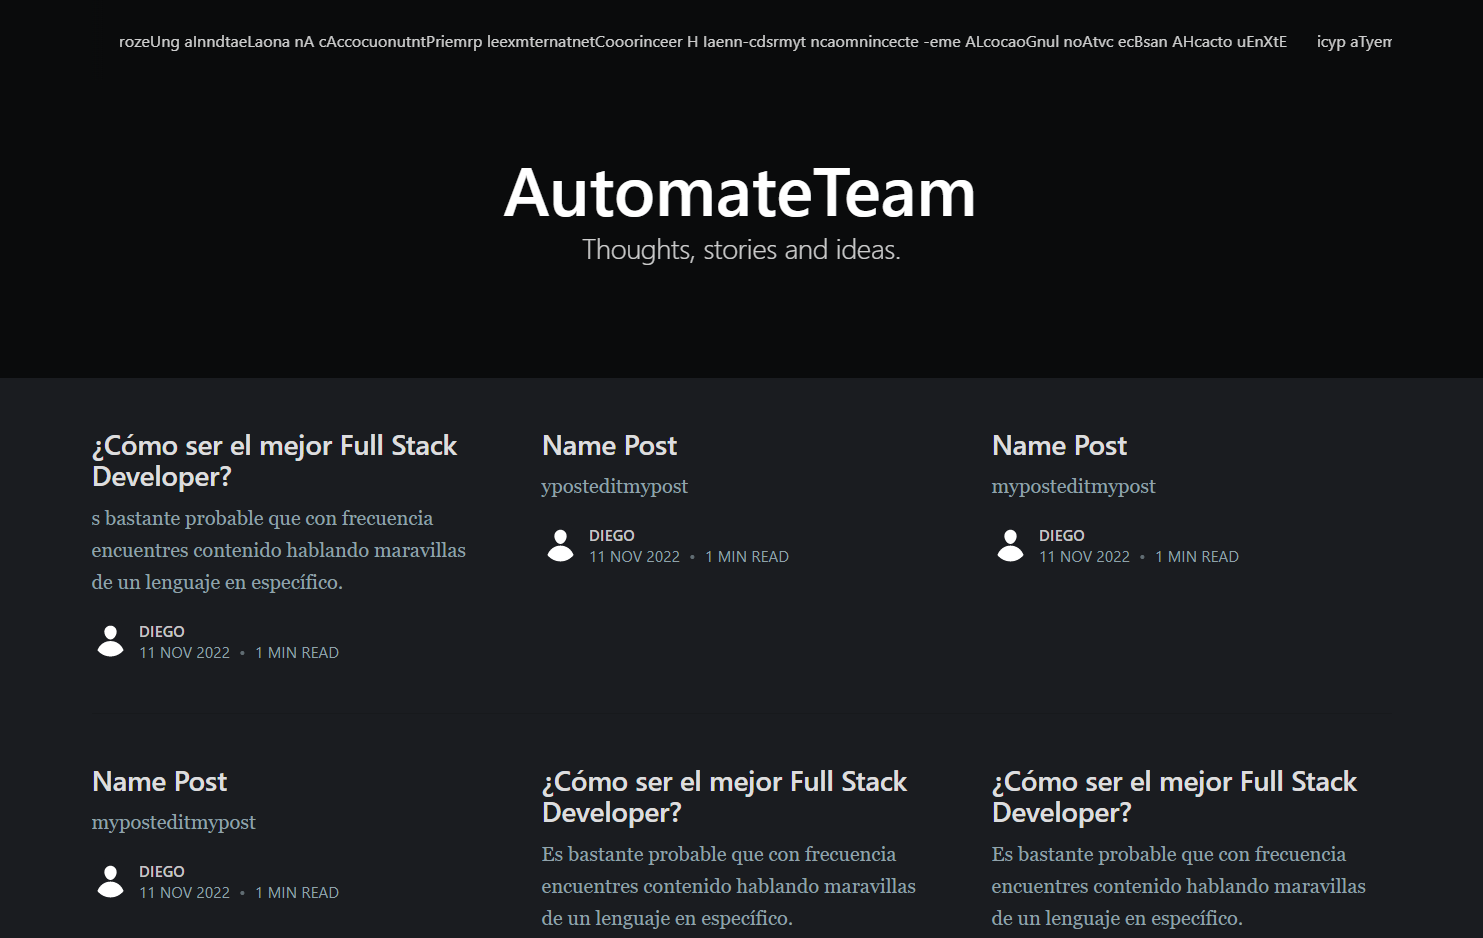 rozeUng aInndtaeLaona nA cAccocuonutntPriemrp leexmternatnetCooorinceer H Iaenn-cdsrmyt ncaomnincecte -eme ALcocaoGnul noAtvc ecBsan AHcacto uEnXtE icyp aTyem
AutomateTeam
Thoughts, stories and ideas.
¿Cómo ser el mejor Full Stack
Developer?
s bastante probable que con frecuencia
encuentres contenido hablando maravillas
de un lenguaje en específico.
DIEGO
11 NOV 2022 • 1 MIN READ
Name Post
yposteditmypost
DIEGO
11 NOV 2022 • 1 MIN READ
Name Post
myposteditmypost
DIEGO
11 NOV 2022 • 1 MIN READ
Name Post
myposteditmypost
DIEGO
11 NOV 2022 • 1 MIN READ
¿Cómo ser el mejor Full Stack
Developer?
Es bastante probable que con frecuencia
encuentres contenido hablando maravillas
de un lenguaje en específico.
¿Cómo ser el mejor Full Stack
Developer?
Es bastante probable que con frecuencia
encuentres contenido hablando maravillas
de un lenguaje en específico.